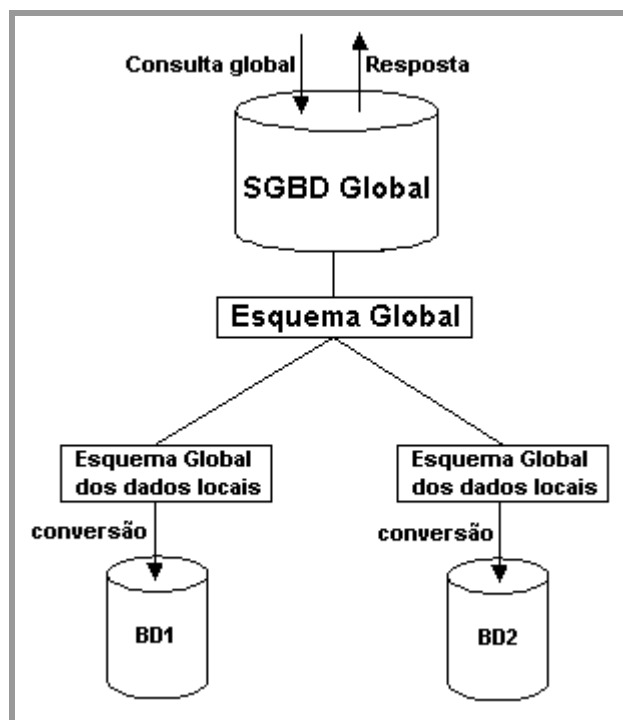 Consulta global
Resposta
SGBD Global
Esquema Global
Esquema Global
dos dados locais
Esquema Global
dos dados locais
conversão
conversão
BD1
BD2